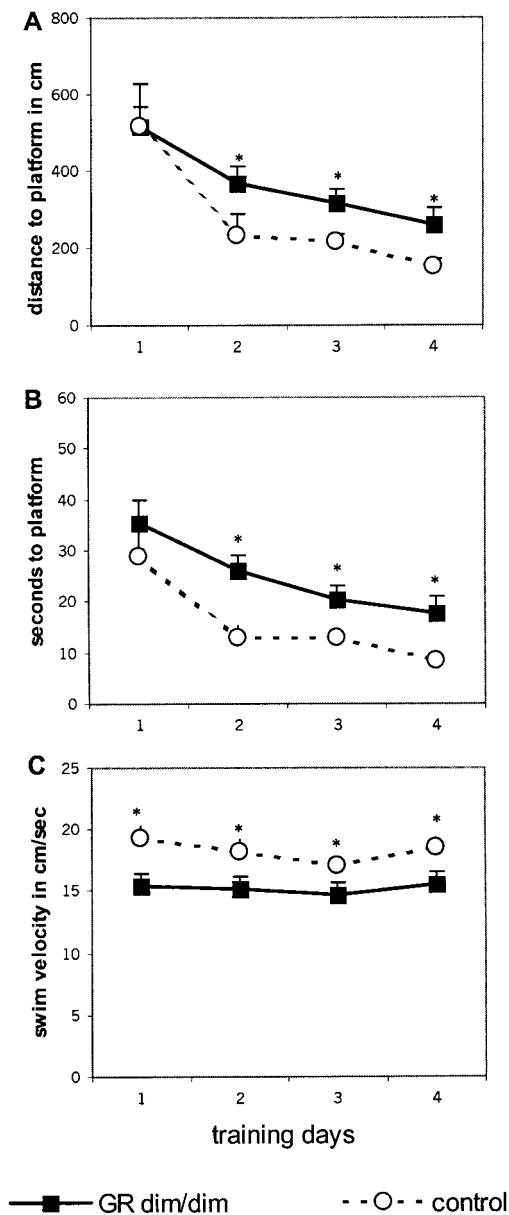 A
distance to platform in cm
800
600
400
200
0
*
*
*
1 2 3 4
B
seconds to platform
60
50
40
30
20
10
0
*
*
*
1 2 3 4
C
swim velocity in cm/sec
25
20
15
10
5
0
*
*
*
*
1 2 3 4
training days
GR dim/dim
control